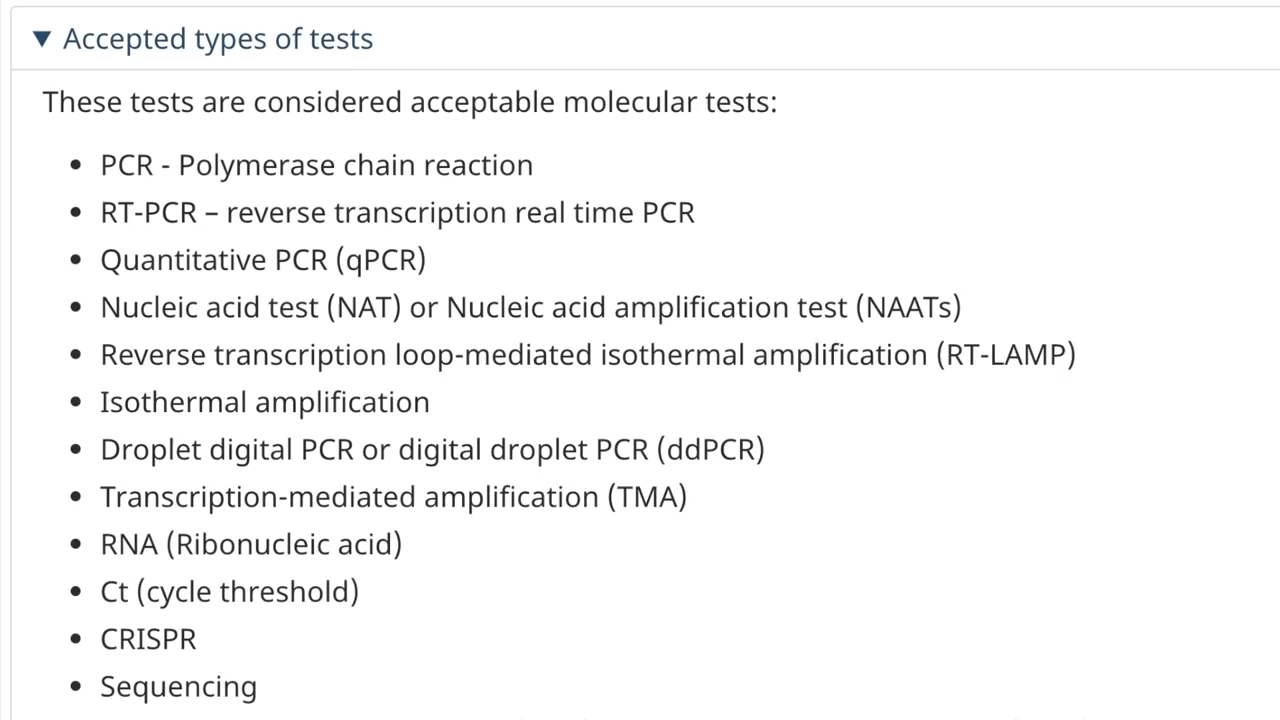 ▼ Accepted types of tests
These tests are considered acceptable molecular tests:
• PCR - Polymerase chain reaction
• RT-PCR – reverse transcription real time PCR
• Quantitative PCR (qPCR)
• Nucleic acid test (NAT) or Nucleic acid amplification test (NAATs)
• Reverse transcription loop-mediated isothermal amplification (RT-LAMP)
• Isothermal amplification
• Droplet digital PCR or digital droplet PCR (ddPCR)
• Transcription-mediated amplification (TMA)
• RNA (Ribonucleic acid)
• Ct (cycle threshold)
• CRISPR
• Sequencing